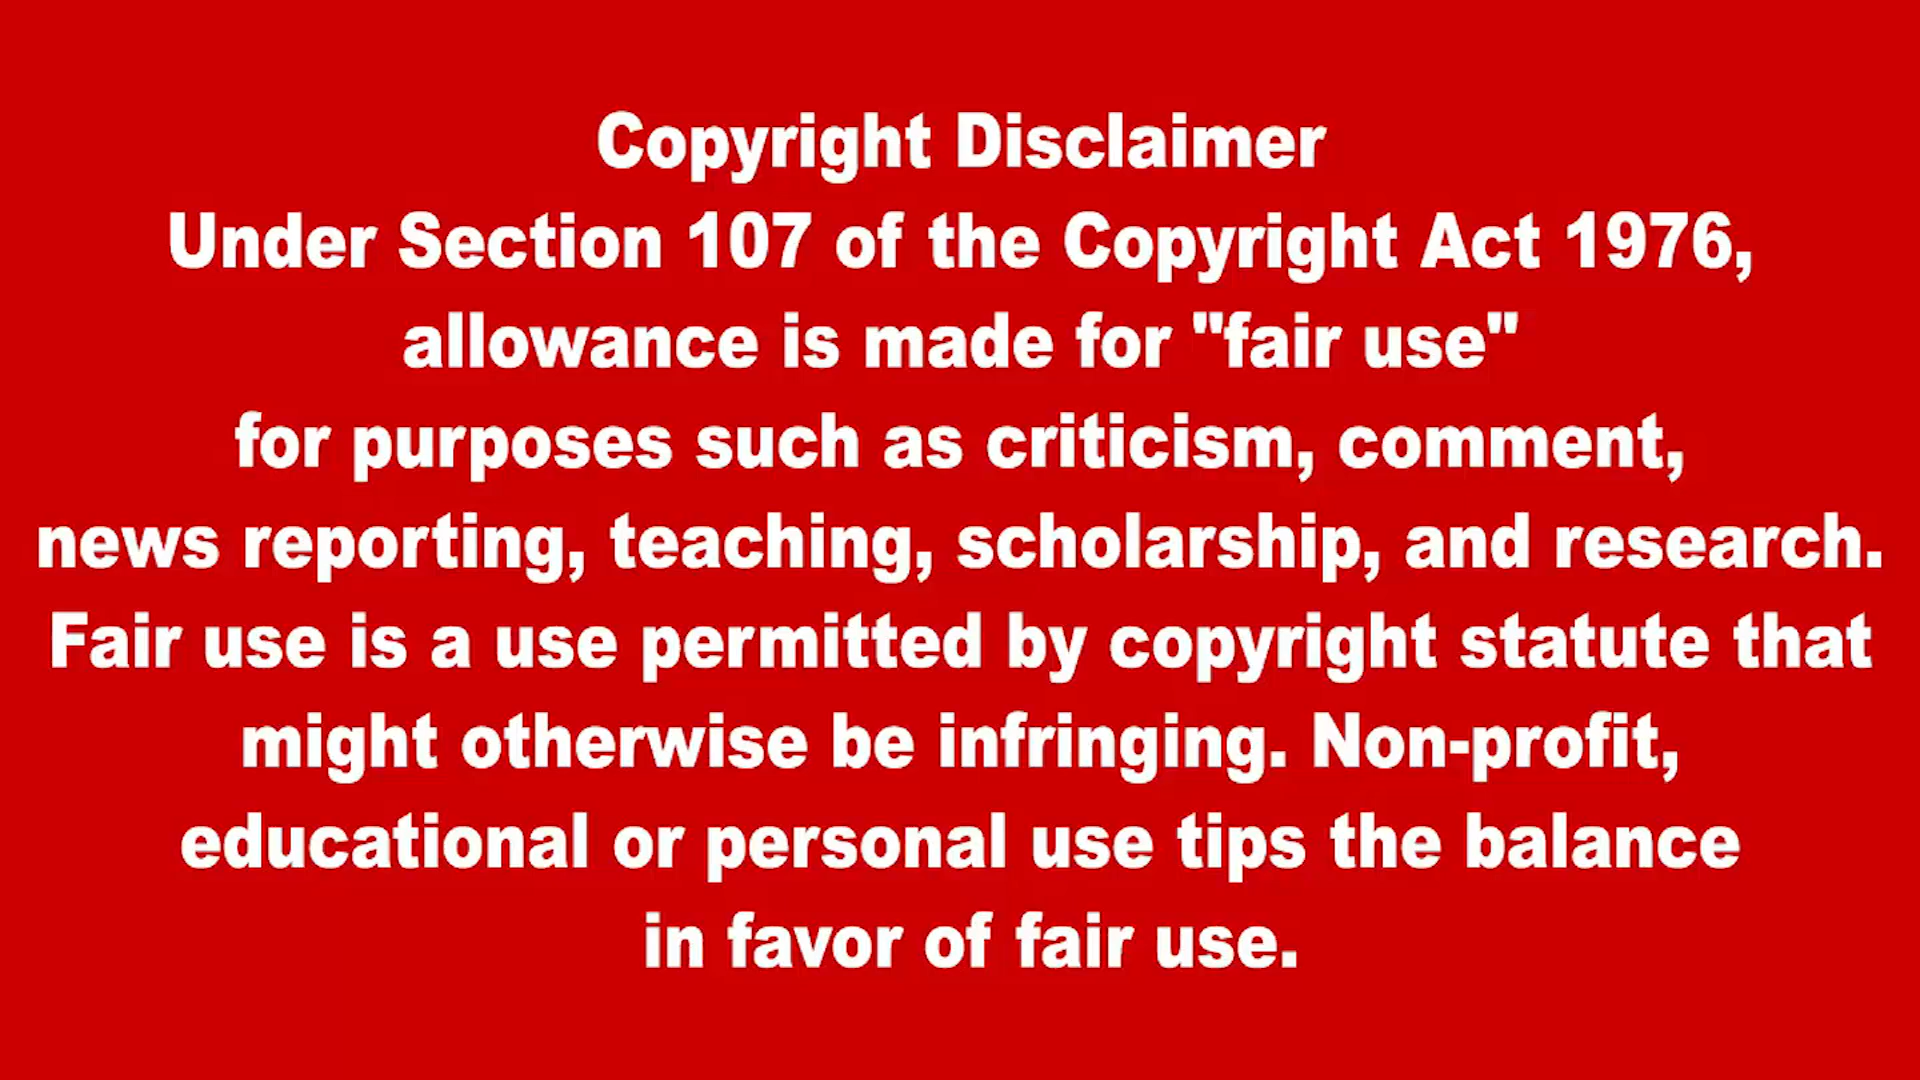 Copyright Disclaimer
Under Section 107 of the Copyright Act 1976,
allowance is made for "fair use"
for purposes such as criticism, comment,
news reporting, teaching, scholarship, and research.
Fair use is a use permitted by copyright statute that
might otherwise be infringing. Non-profit,
educational or personal use tips the balance
in favor of fair use.